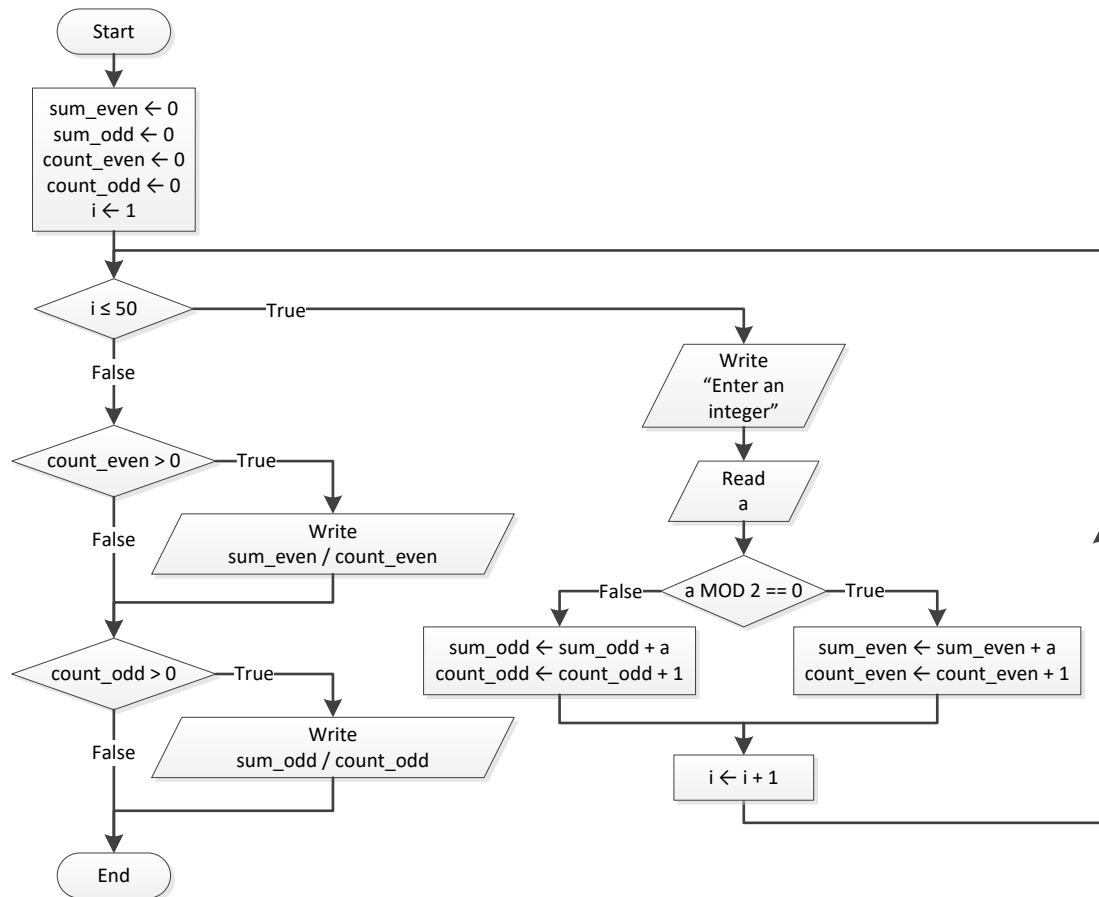 Start
sum_even ← 0
sum_odd ← 0
count_even ← 0
count_odd ← 0
i ← 1
i ≤ 50
True
False
Write
“Enter an
integer”
Read
a
a MOD 2 == 0
False
True
sum_odd ← sum_odd + a
count_odd ← count_odd + 1
sum_even ← sum_even + a
count_even ← count_even + 1
i ← i + 1
count_even > 0
True
False
Write
sum_even / count_even
count_odd > 0
True
False
Write
sum_odd / count_odd
End